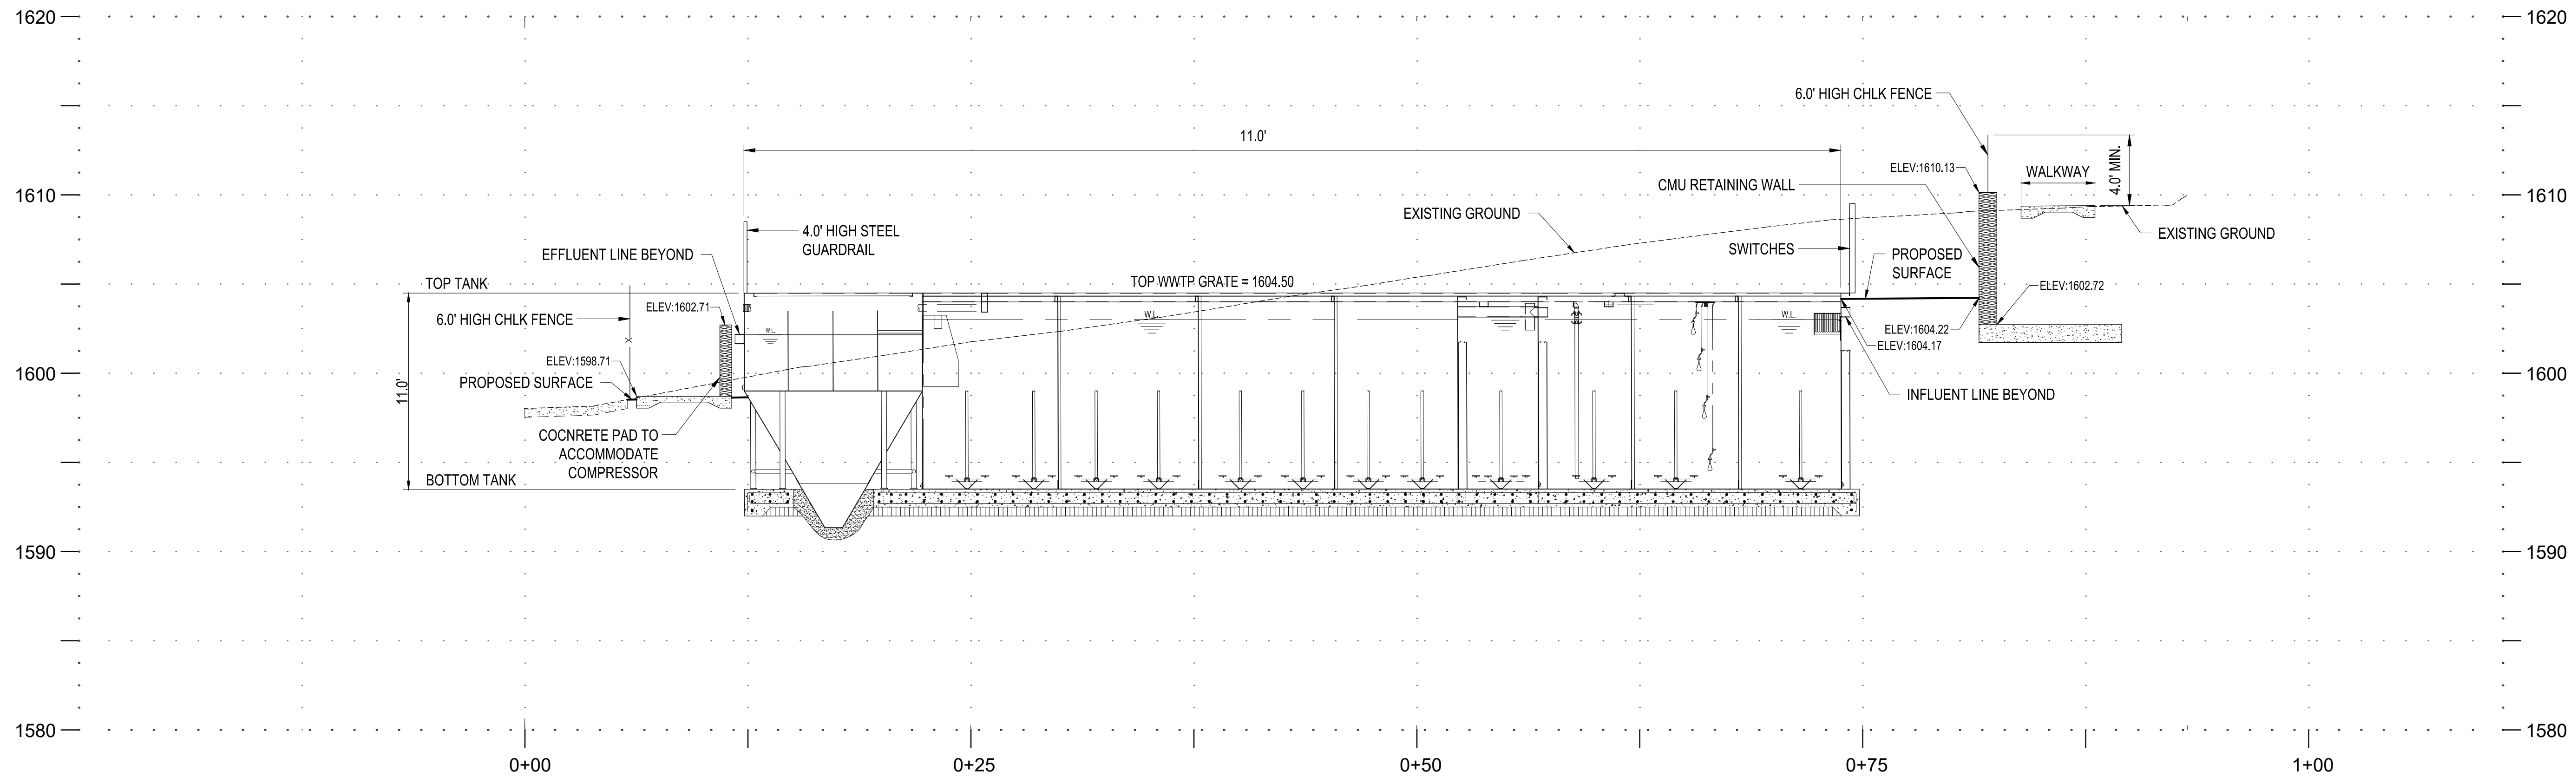 1620
1620
6.0' HIGH CHLK FENCE
11.0'
ELEV:1610.13
WALKWAY
4.0' MIN.
CMU RETAINING WALL
1610
1610
EXISTING GROUND
4.0' HIGH STEEL
GUARDRAIL
EXISTING GROUND
EFFLUENT LINE BEYOND
SWITCHES
PROPOSED
SURFACE
TOP TANK
TOP WWTP GRATE = 1604.50
ELEV:1602.72
ELEV:1602.71
6.0' HIGH CHLK FENCE
W.L.
W.L.
W.L.
W.L.
ELEV:1604.22
ELEV:1604.17
X
ELEV:1598.71
1600
1600
PROPOSED SURFACE
11.0'
INFLUENT LINE BEYOND
COCNRETE PAD TO
ACCOMMODATE
COMPRESSOR
BOTTOM TANK
1590
1590
1580
1580
0+00
0+25
0+50
0+75
1+00